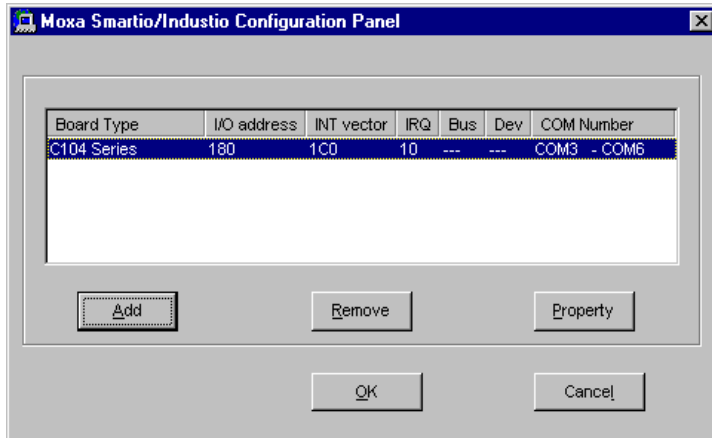 Moxa Smartio/Industio Configuration Panel
Board Type I/O address INT vector IRQ Bus Dev COM Number
C104 Series 180 1C0 10 --- --- COM3 - COM6
Add Remove Property
OK Cancel